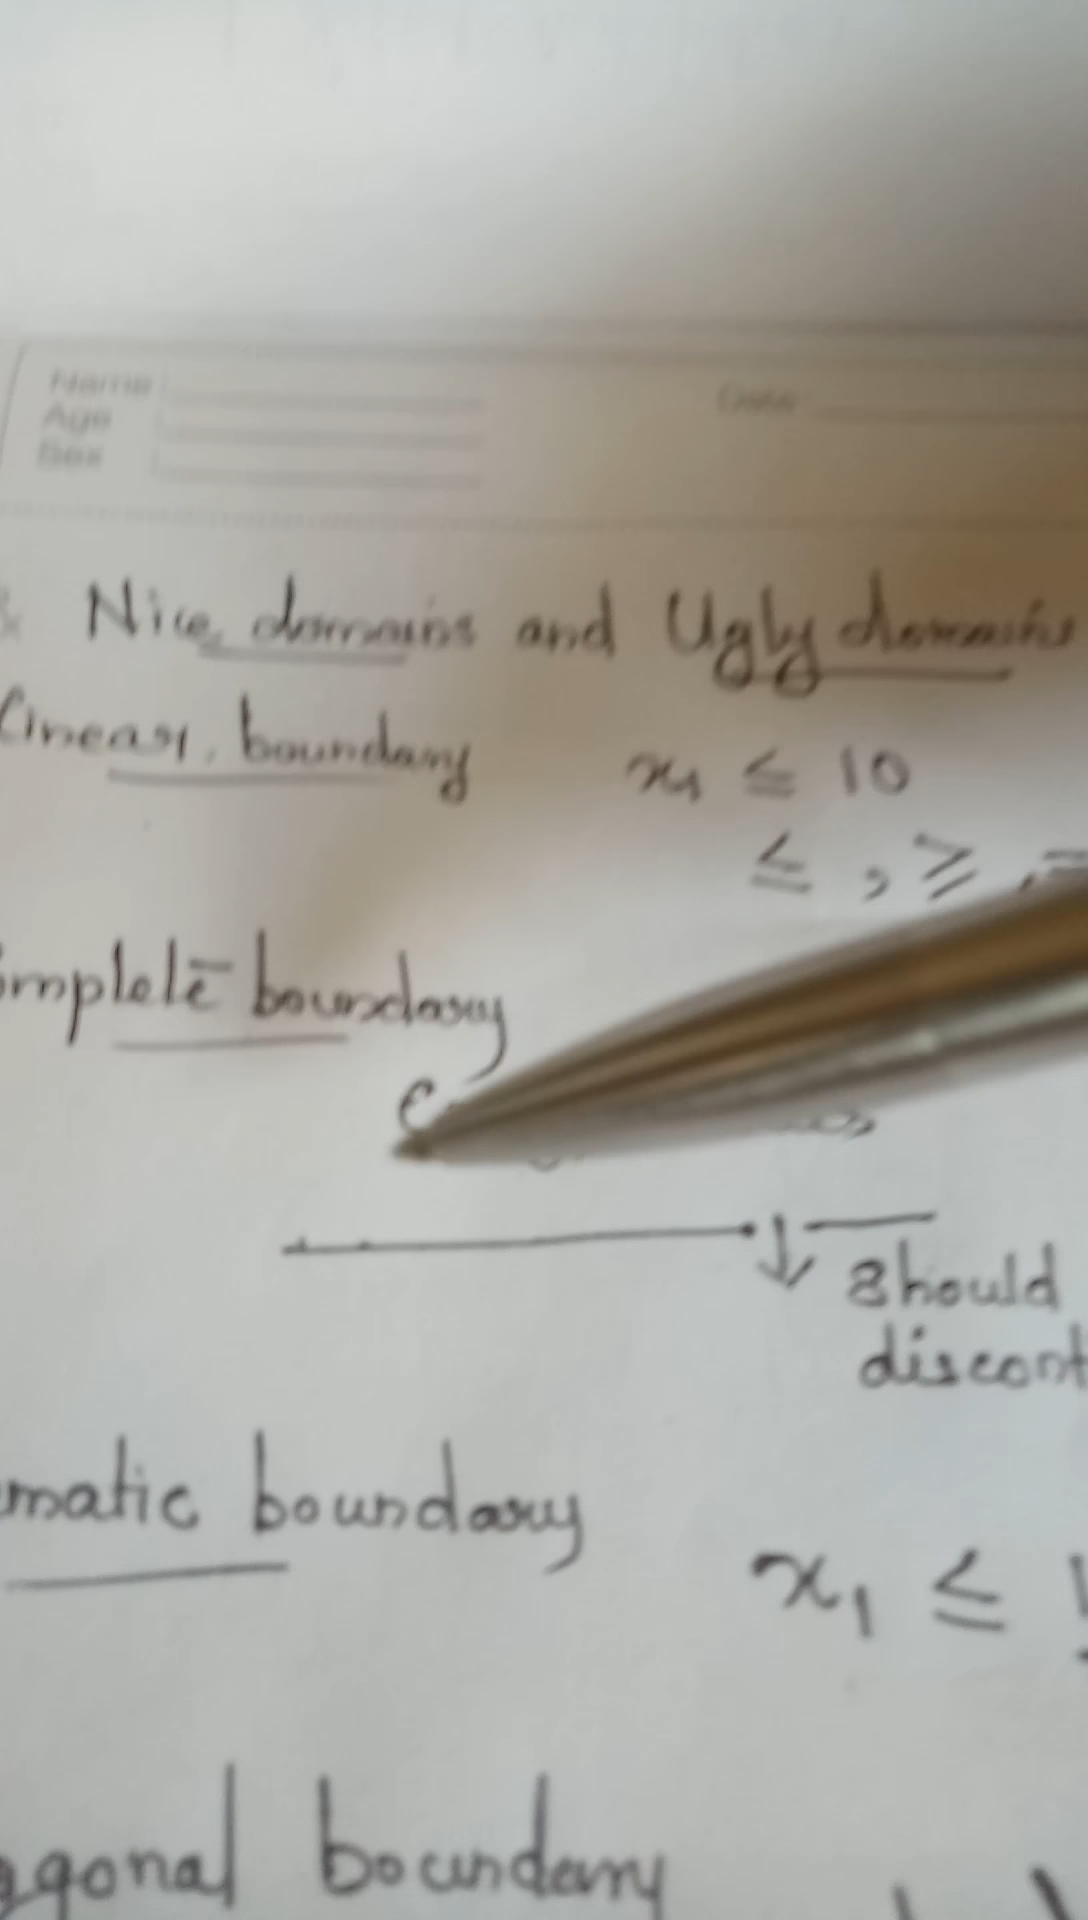 Name
Age
Sex
Date
Nice domains and Ugly domains
Linear boundary x1 ≤ 10
≤ , ≥ , =
mplete boundary
should
discont
matic boundary
x1 ≤
gonal boundary